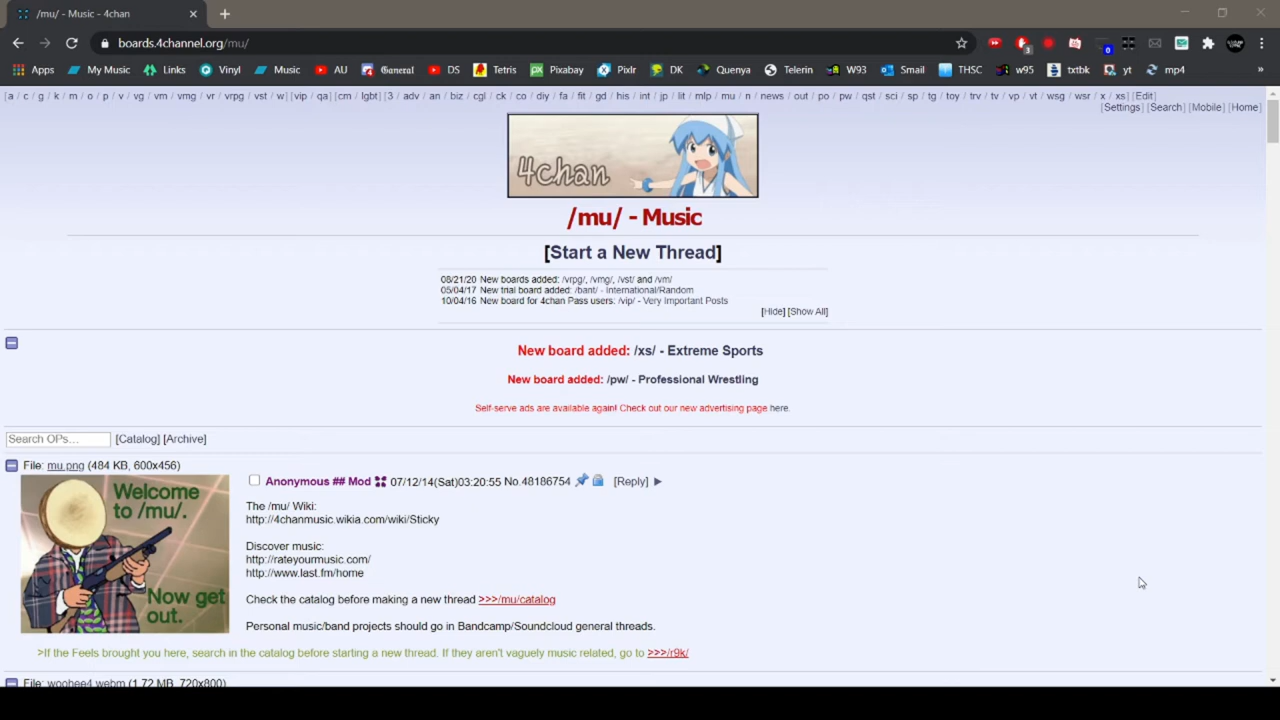 /mu/ - Music - 4chan
boards.4channel.org/mu/
3
0
Apps My Music Links Vinyl Music AU General DS Tetris Pixabay Pixlr DK Quenya Telerin W93 Smail THSC w95 txtbk yt mp4 »
[a / c / g / k / m / o / p / v / vg / vm / vmg / vr / vrpg / vst / w] [vip / qa] [cm / lgbt] [3 / adv / an / biz / cgl / ck / co / diy / fa / fit / gd / his / int / jp / lit / mlp / mu / n / news / out / po / pw / qst / sci / sp / tg / toy / trv / tv / vp / vt / wsg / wsr / x / xs] [Edit]
[Settings] [Search] [Mobile] [Home]
4chan
/mu/ - Music
[Start a New Thread]
08/21/20 New boards added: /vrpg/, /vmg/, /vst/ and /vm/
05/04/17 New trial board added: /bant/ - International/Random
10/04/16 New board for 4chan Pass users: /vip/ - Very Important Posts
[Hide] [Show All]
New board added: /xs/ - Extreme Sports
New board added: /pw/ - Professional Wrestling
Self-serve ads are available again! Check out our new advertising page here.
Search OPs... [Catalog] [Archive]
File: mu.png (484 KB, 600x456)
Welcome
to /mu/.
Now get
out.
Anonymous ## Mod 07/12/14(Sat)03:20:55 No.48186754 [Reply] ▶
The /mu/ Wiki:
http://4chanmusic.wikia.com/wiki/Sticky
Discover music:
http://rateyourmusic.com/
http://www.last.fm/home
Check the catalog before making a new thread >>>/mu/catalog
Personal music/band projects should go in Bandcamp/Soundcloud general threads.
>If the Feels brought you here, search in the catalog before starting a new thread. If they aren't vaguely music related, go to >>>/r9k/
File: woohee4.webm (1.72 MB, 720x800)